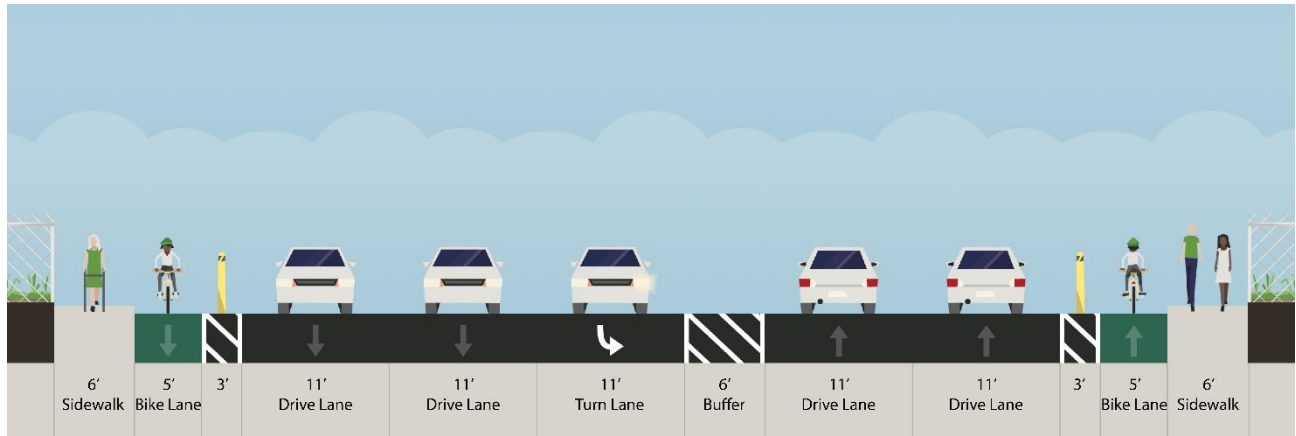 6’
Sidewalk
5’
Bike Lane
3’
11’
Drive Lane
11’
Drive Lane
11’
Turn Lane
6’
Buffer
11’
Drive Lane
11’
Drive Lane
3’
5’
Bike Lane
6’
Sidewalk